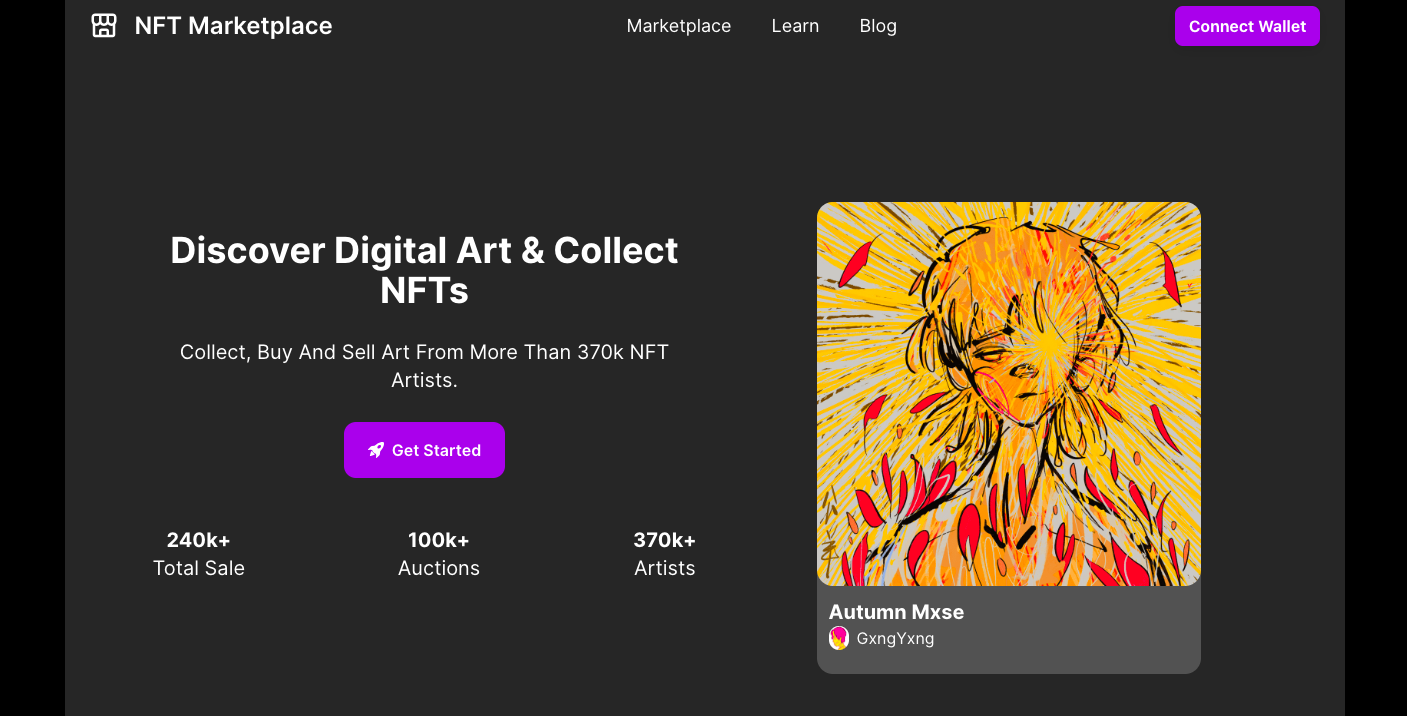 NFT Marketplace
Marketplace
Learn
Blog
Connect Wallet
Discover Digital Art & Collect
NFTs
Collect, Buy And Sell Art From More Than 370k NFT
Artists.
Get Started
240k+
Total Sale
100k+
Auctions
370k+
Artists
Autumn Mxse
GxngYxng